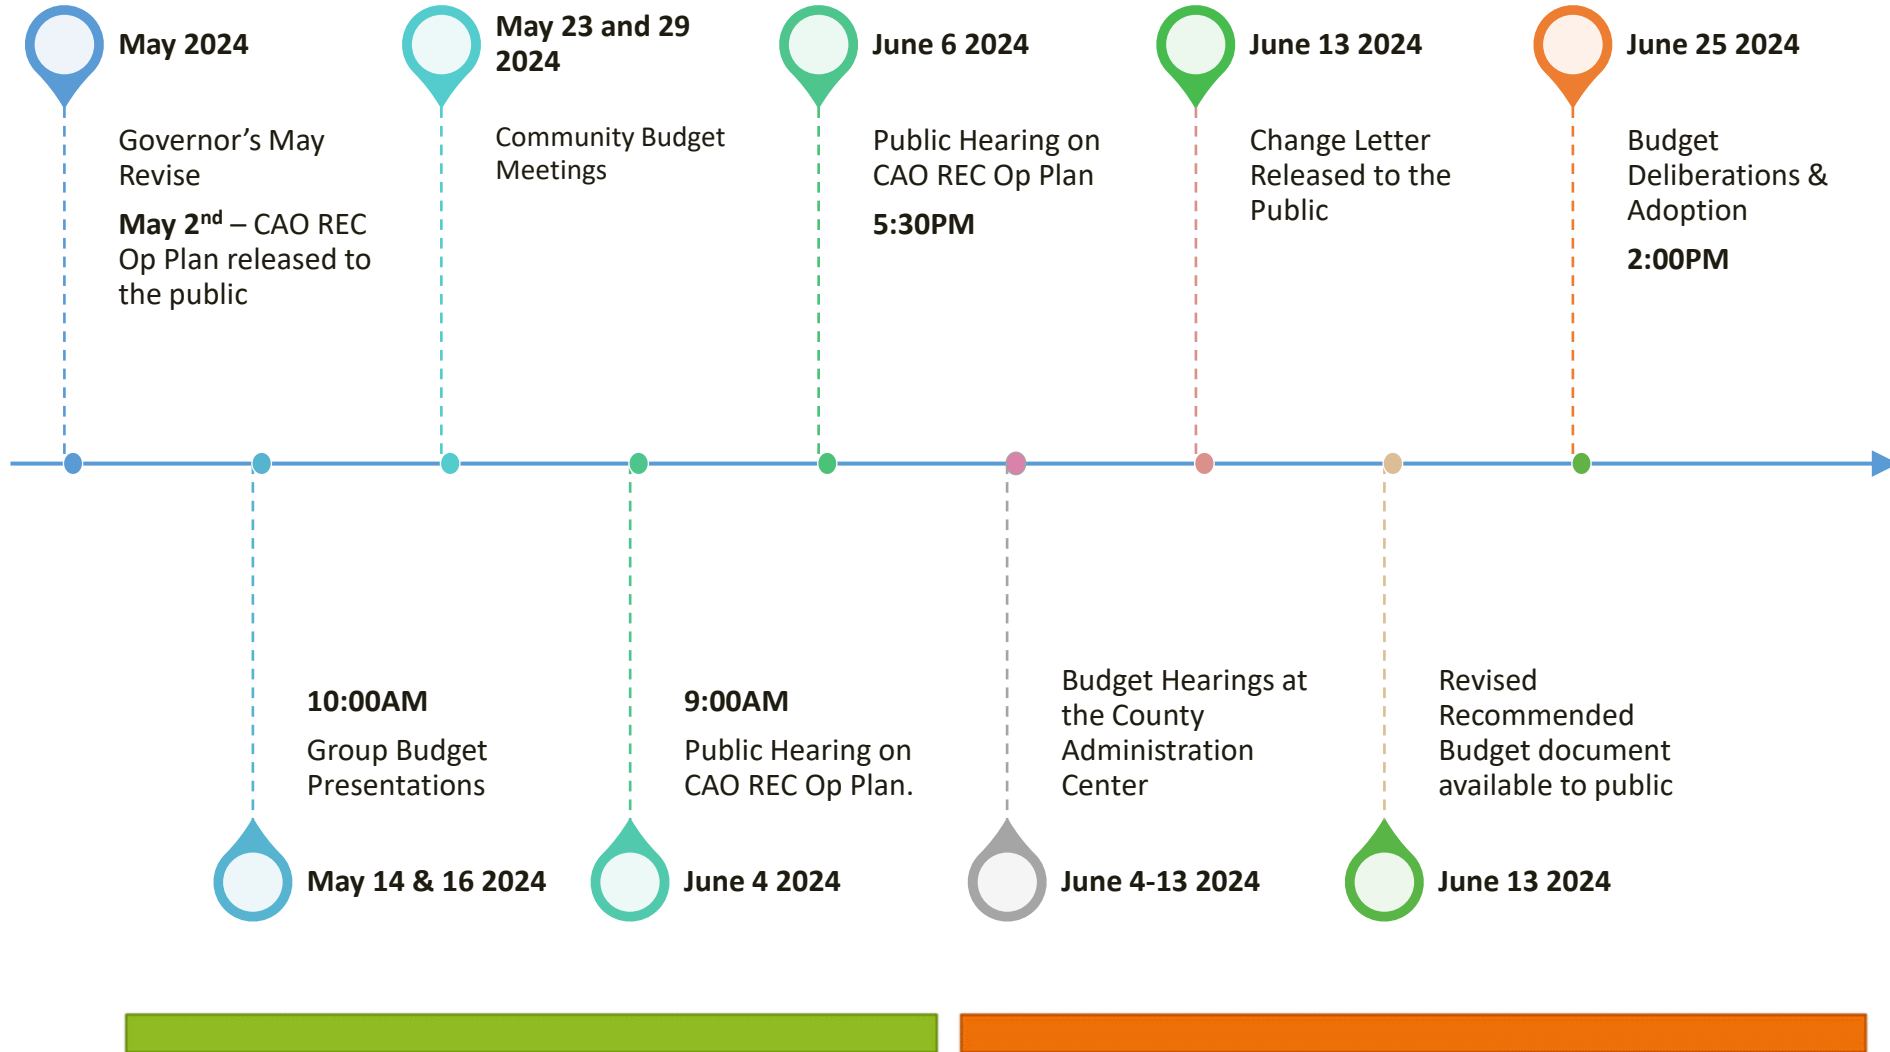 May 2024
Governor’s May
Revise
May 2nd – CAO REC
Op Plan released to
the public
May 23 and 29
2024
Community Budget
Meetings
June 6 2024
Public Hearing on
CAO REC Op Plan
5:30PM
June 13 2024
Change Letter
Released to the
Public
June 25 2024
Budget
Deliberations &
Adoption
2:00PM
10:00AM
Group Budget
Presentations
May 14 & 16 2024
9:00AM
Public Hearing on
CAO REC Op Plan.
June 4 2024
Budget Hearings at
the County
Administration
Center
June 4-13 2024
Revised
Recommended
Budget document
available to public
June 13 2024